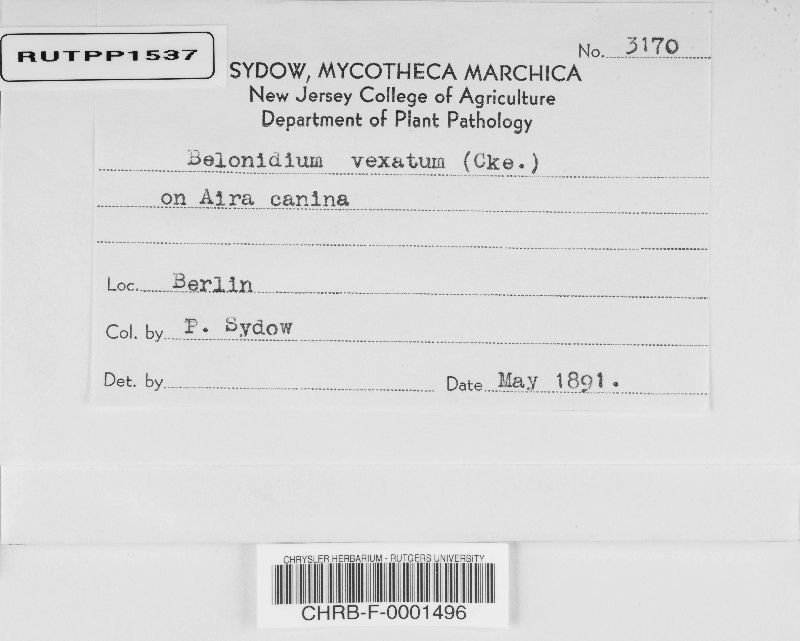 No. 3170
RUTPP1537
SYDOW, MYCOTHECA MARCHICA
New Jersey College of Agriculture
Department of Plant Pathology
Belonidium vexatum (Cke.)
on Aira canina
Loc. Berlin
Col. by P. Sydow
Det. by
Date May 1891.
CHRYSLER HERBARIUM - RUTGERS UNIVERSITY
CHRB-F-0001496